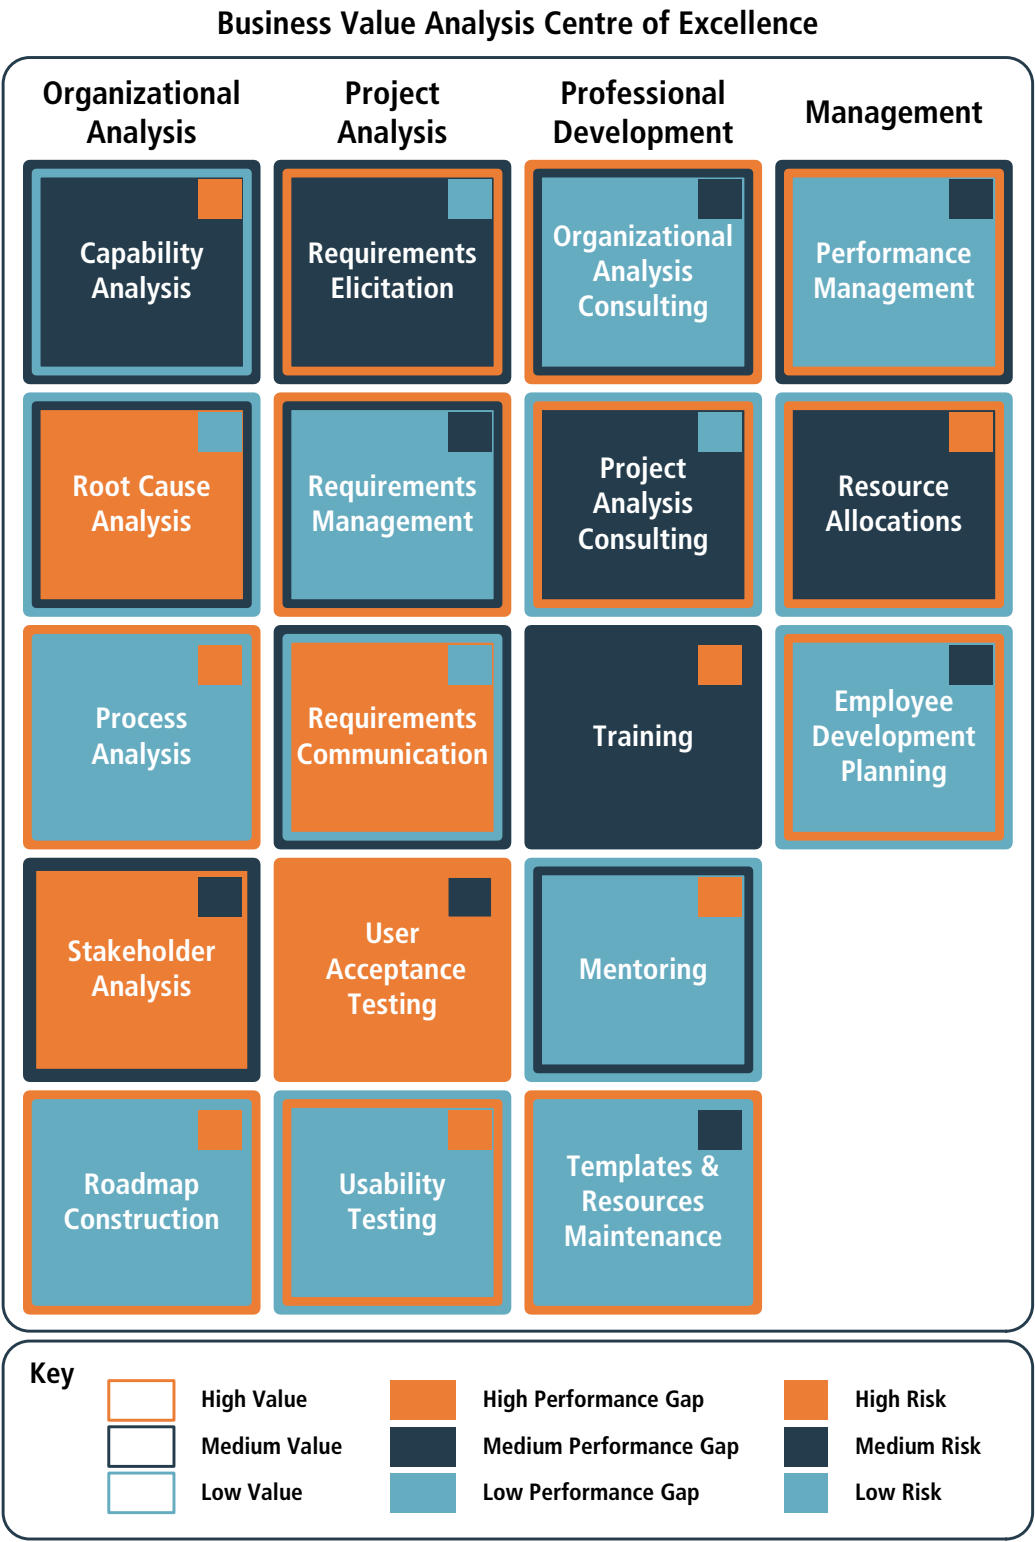 Business Value Analysis Centre of Excellence
Organizational
Analysis
Project
Analysis
Professional
Development
Management
Capability
Analysis
Requirements
Elicitation
Organizational
Analysis
Consulting
Performance
Management
Root Cause
Analysis
Requirements
Management
Project
Analysis
Consulting
Resource
Allocations
Process
Analysis
Requirements
Communication
Training
Employee
Development
Planning
Stakeholder
Analysis
User
Acceptance
Testing
Mentoring
Roadmap
Construction
Usability
Testing
Templates &
Resources
Maintenance
Key
High Value
High Performance Gap
High Risk
Medium Value
Medium Performance Gap
Medium Risk
Low Value
Low Performance Gap
Low Risk